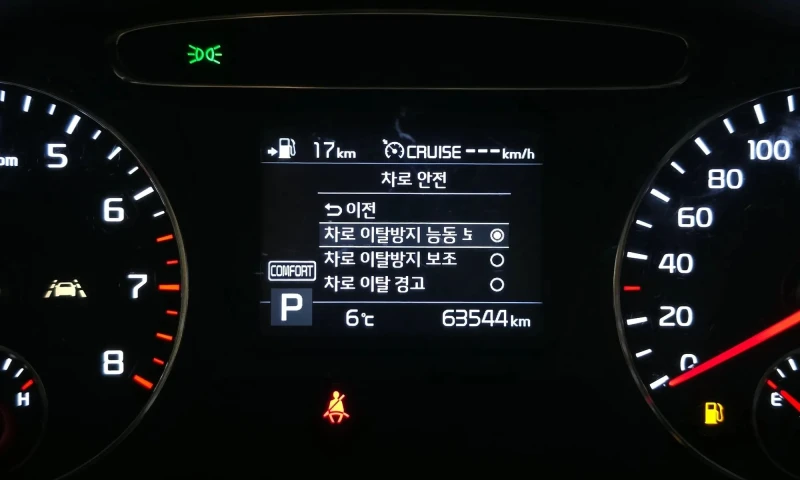 17km CRUISE ---km/h
차로 안전
이전
차로 이탈방지 능동 보
차로 이탈방지 보조
차로 이탈 경고
COMFORT
P
6℃ 63544km
5
6
7
8
H
100
80
60
40
20
0
E